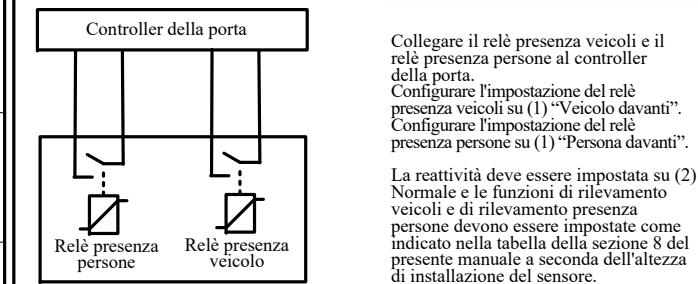 Controller della porta
Relè presenza
persone
Relè presenza
veicolo
Collegare il relè presenza veicoli e il
relè presenza persone al controller
della porta.
Configurare l'impostazione del relè
presenza veicoli su (1) “Veicolo davanti”.
Configurare l'impostazione del relè
presenza persone su (1) “Persona davanti”.
La reattività deve essere impostata su (2)
Normale e le funzioni di rilevamento
veicoli e di rilevamento presenza
persone devono essere impostate come
indicato nella tabella della sezione 8 del
presente manuale a seconda dell'altezza
di installazione del sensore.